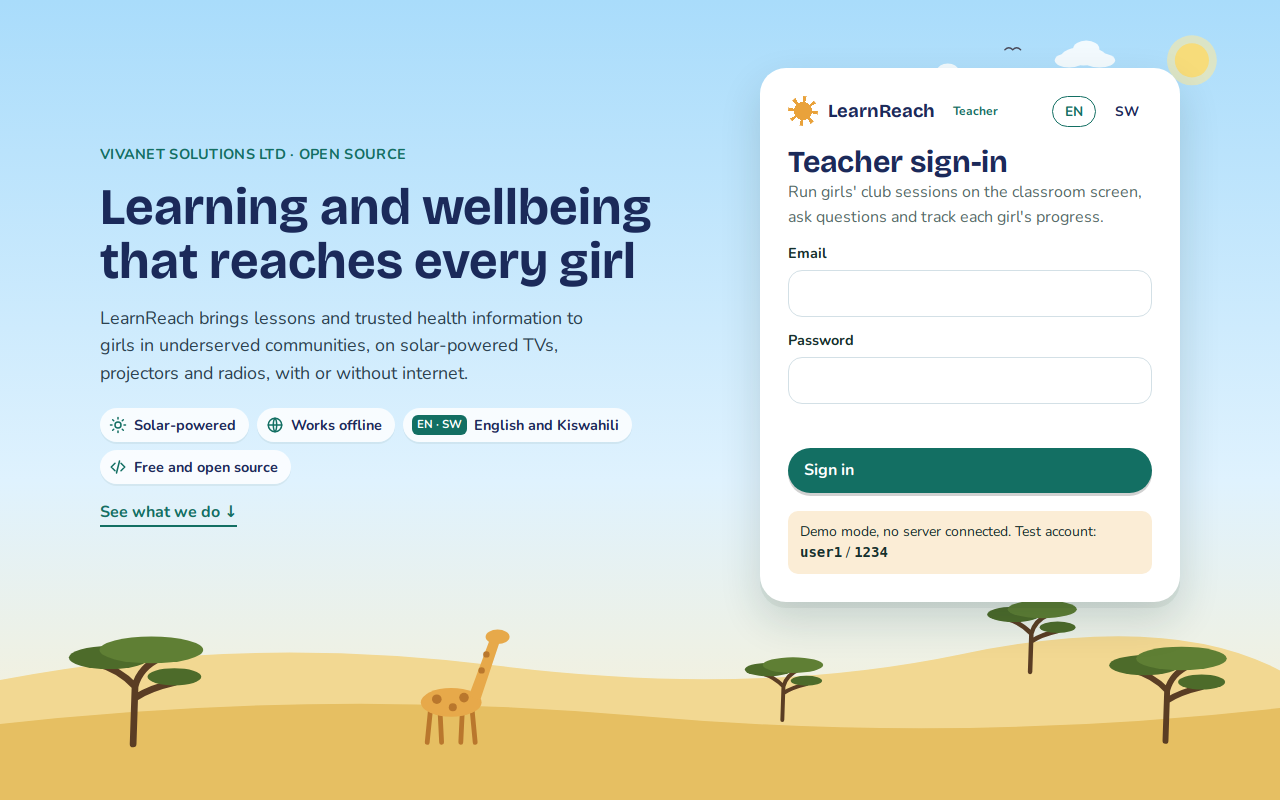 VIVANET SOLUTIONS LTD · OPEN SOURCE
Learning and wellbeing
that reaches every girl
LearnReach brings lessons and trusted health information to
girls in underserved communities, on solar-powered TVs,
projectors and radios, with or without internet.
Solar-powered
Works offline
EN · SW English and Kiswahili
Free and open source
See what we do ↓
LearnReach Teacher EN SW
Teacher sign-in
Run girls' club sessions on the classroom screen,
ask questions and track each girl's progress.
Email
Password
Sign in
Demo mode, no server connected. Test account:
user1 / 1234